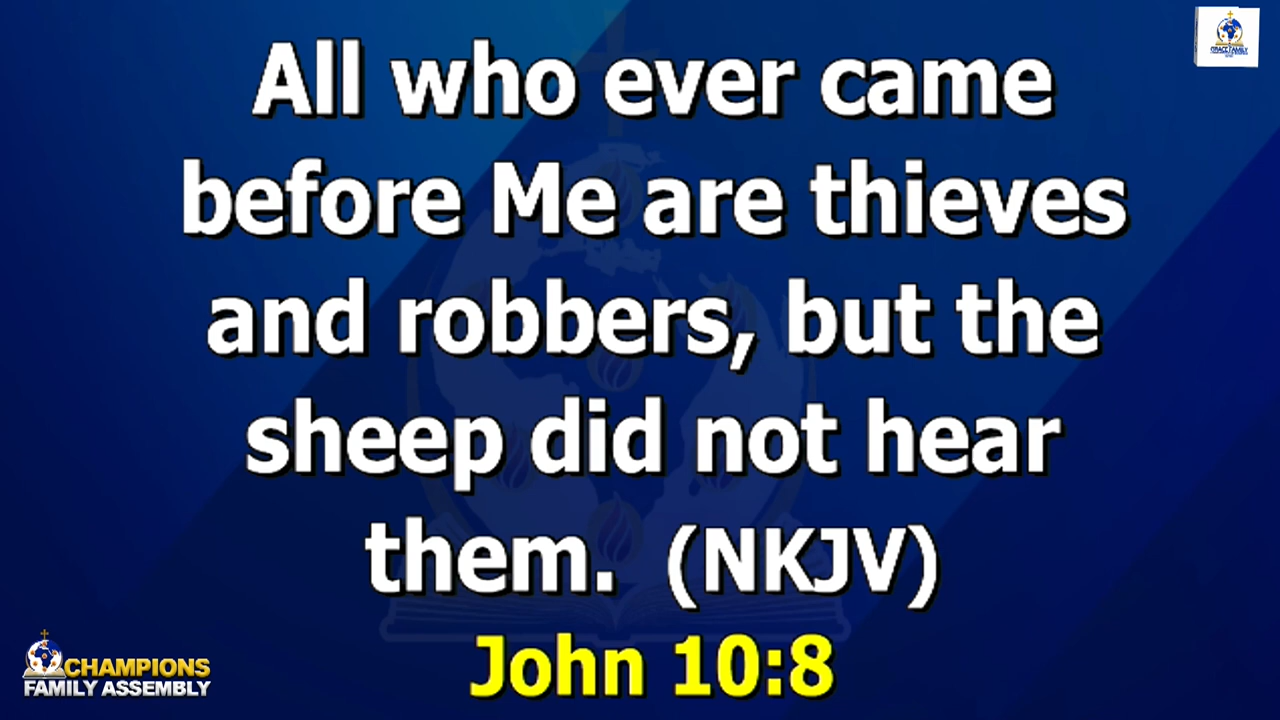 All who ever came
before Me are thieves
and robbers, but the
sheep did not hear
them. (NKJV)
John 10:8
CHAMPIONS
FAMILY ASSEMBLY